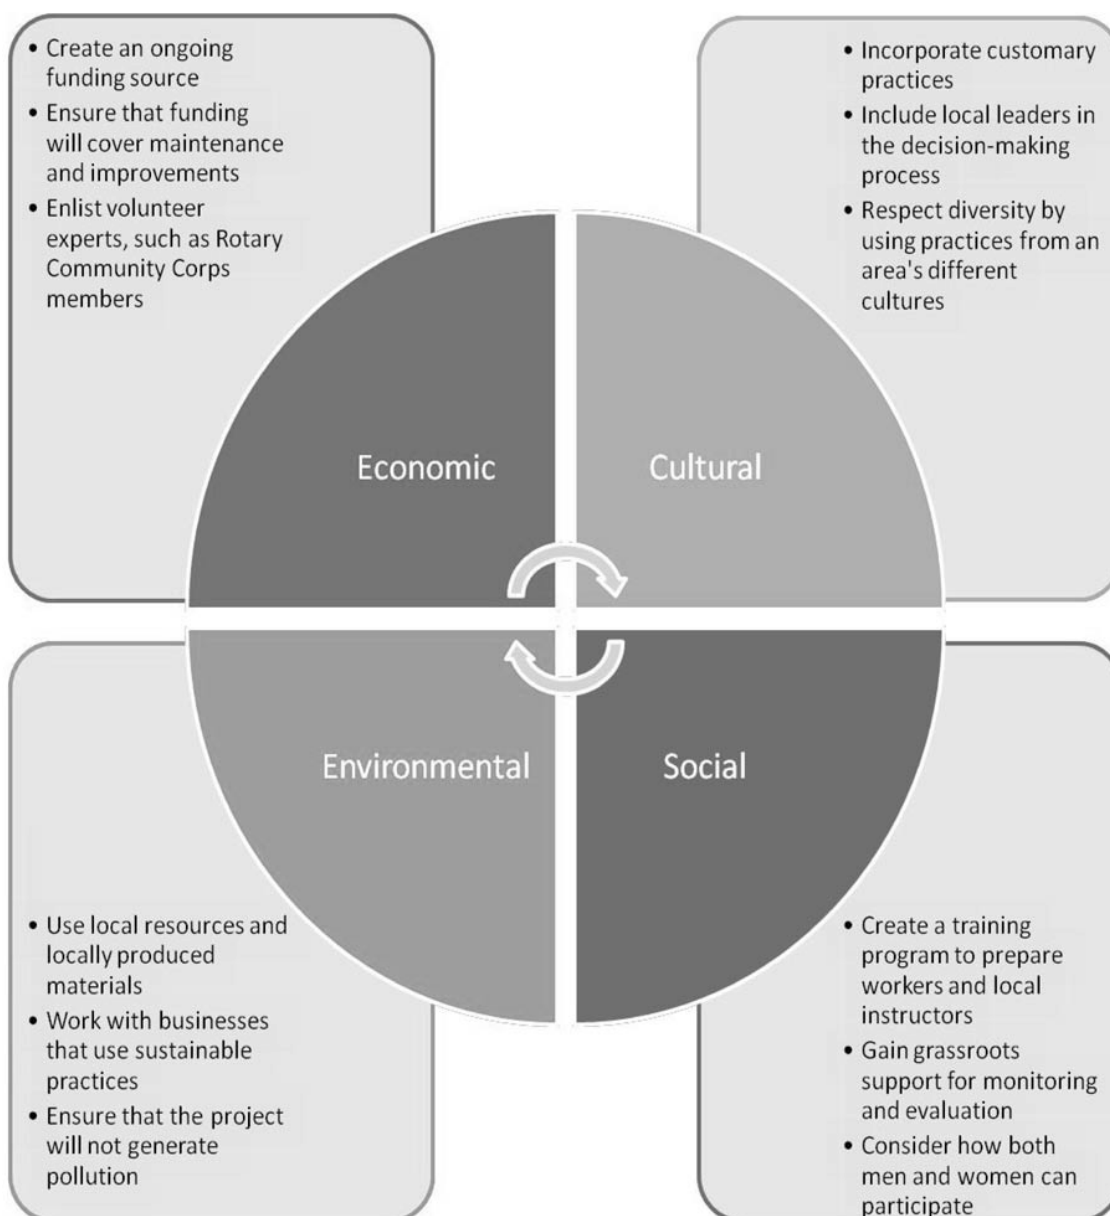 • Create an ongoing
funding source
• Ensure that funding
will cover maintenance
and improvements
• Enlist volunteer
experts, such as Rotary
Community Corps
members
• Incorporate customary
practices
• Include local leaders in
the decision-making
process
• Respect diversity by
using practices from an
area's different
cultures
Economic
Cultural
Environmental
Social
• Use local resources and
locally produced
materials
• Work with businesses
that use sustainable
practices
• Ensure that the project
will not generate
pollution
• Create a training
program to prepare
workers and local
instructors
• Gain grassroots
support for monitoring
and evaluation
• Consider how both
men and women can
participate